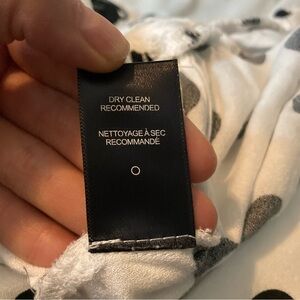 DRY CLEAN
RECOMMENDED
NETTOYAGE À SEC
RECOMMANDÉ